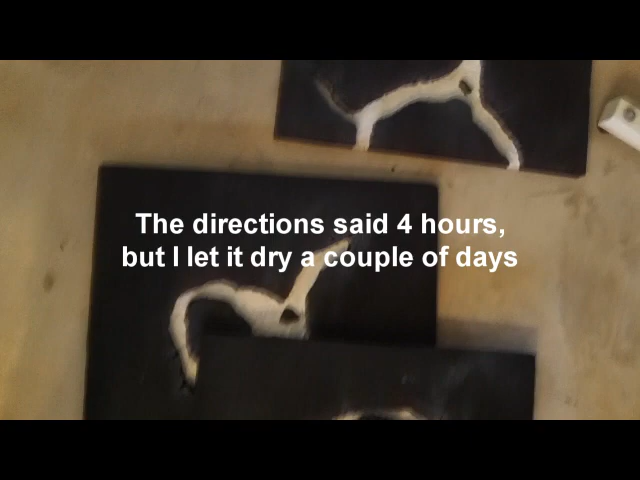 The directions said 4 hours,
but I let it dry a couple of days